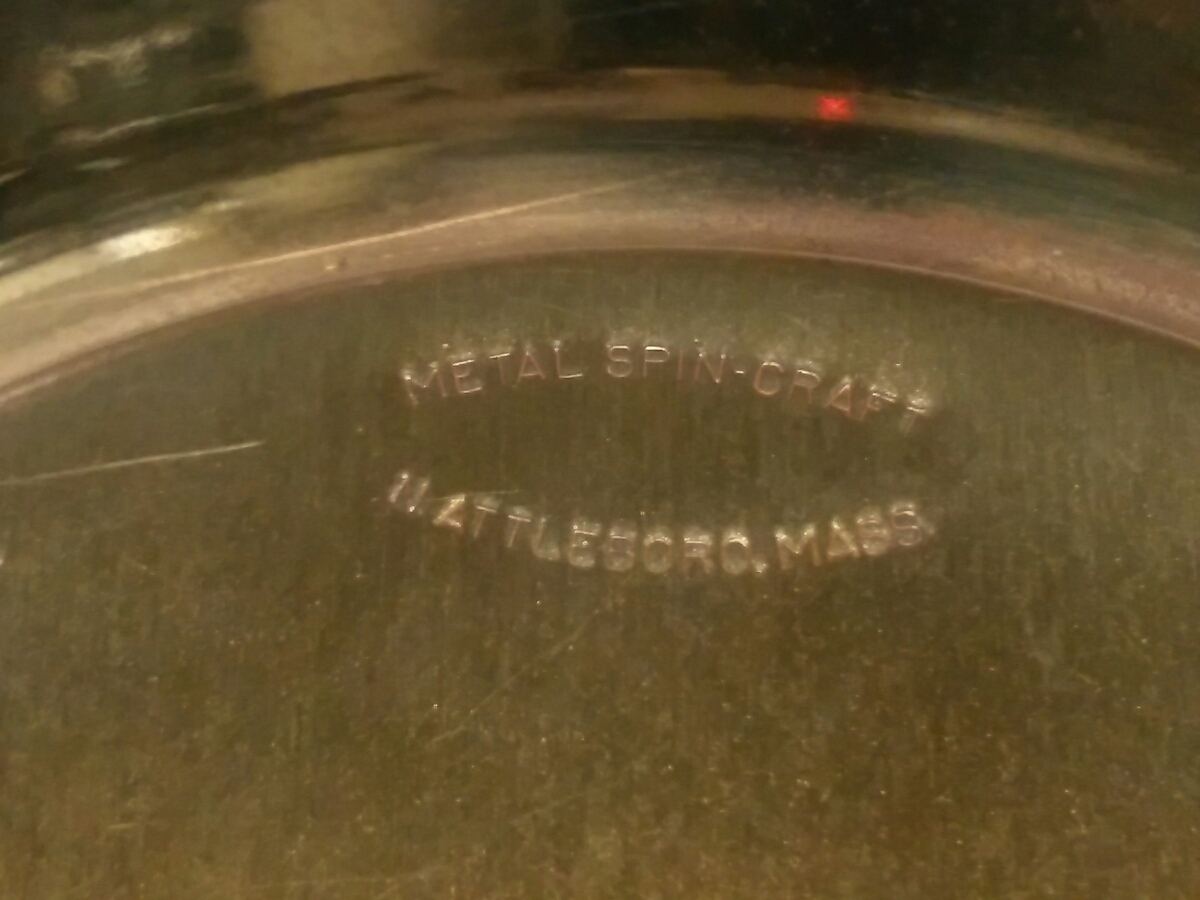 METAL SPIN-CRAFT
N. ATTLEBORO, MASS.